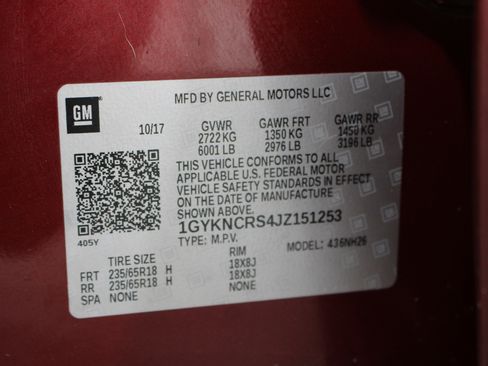 MFD BY GENERAL MOTORS LLC
GM
10/17 GVWR GAWR FRT GAWR RR
2722 KG 1350 KG 1450 KG
6001 LB 2976 LB 3196 LB
THIS VEHICLE CONFORMS TO ALL
APPLICABLE U.S. FEDERAL MOTOR
VEHICLE SAFETY STANDARDS IN EFFECT
ON THE DATE OF MANUFACTURE
SHOWN ABOVE.
1GYKNCRS4JZ151253
405Y TYPE: M.P.V. MODEL: 436NH26
TIRE SIZE RIM
FRT 235/65R18 H 18X8J
RR 235/65R18 H 18X8J
SPA NONE NONE